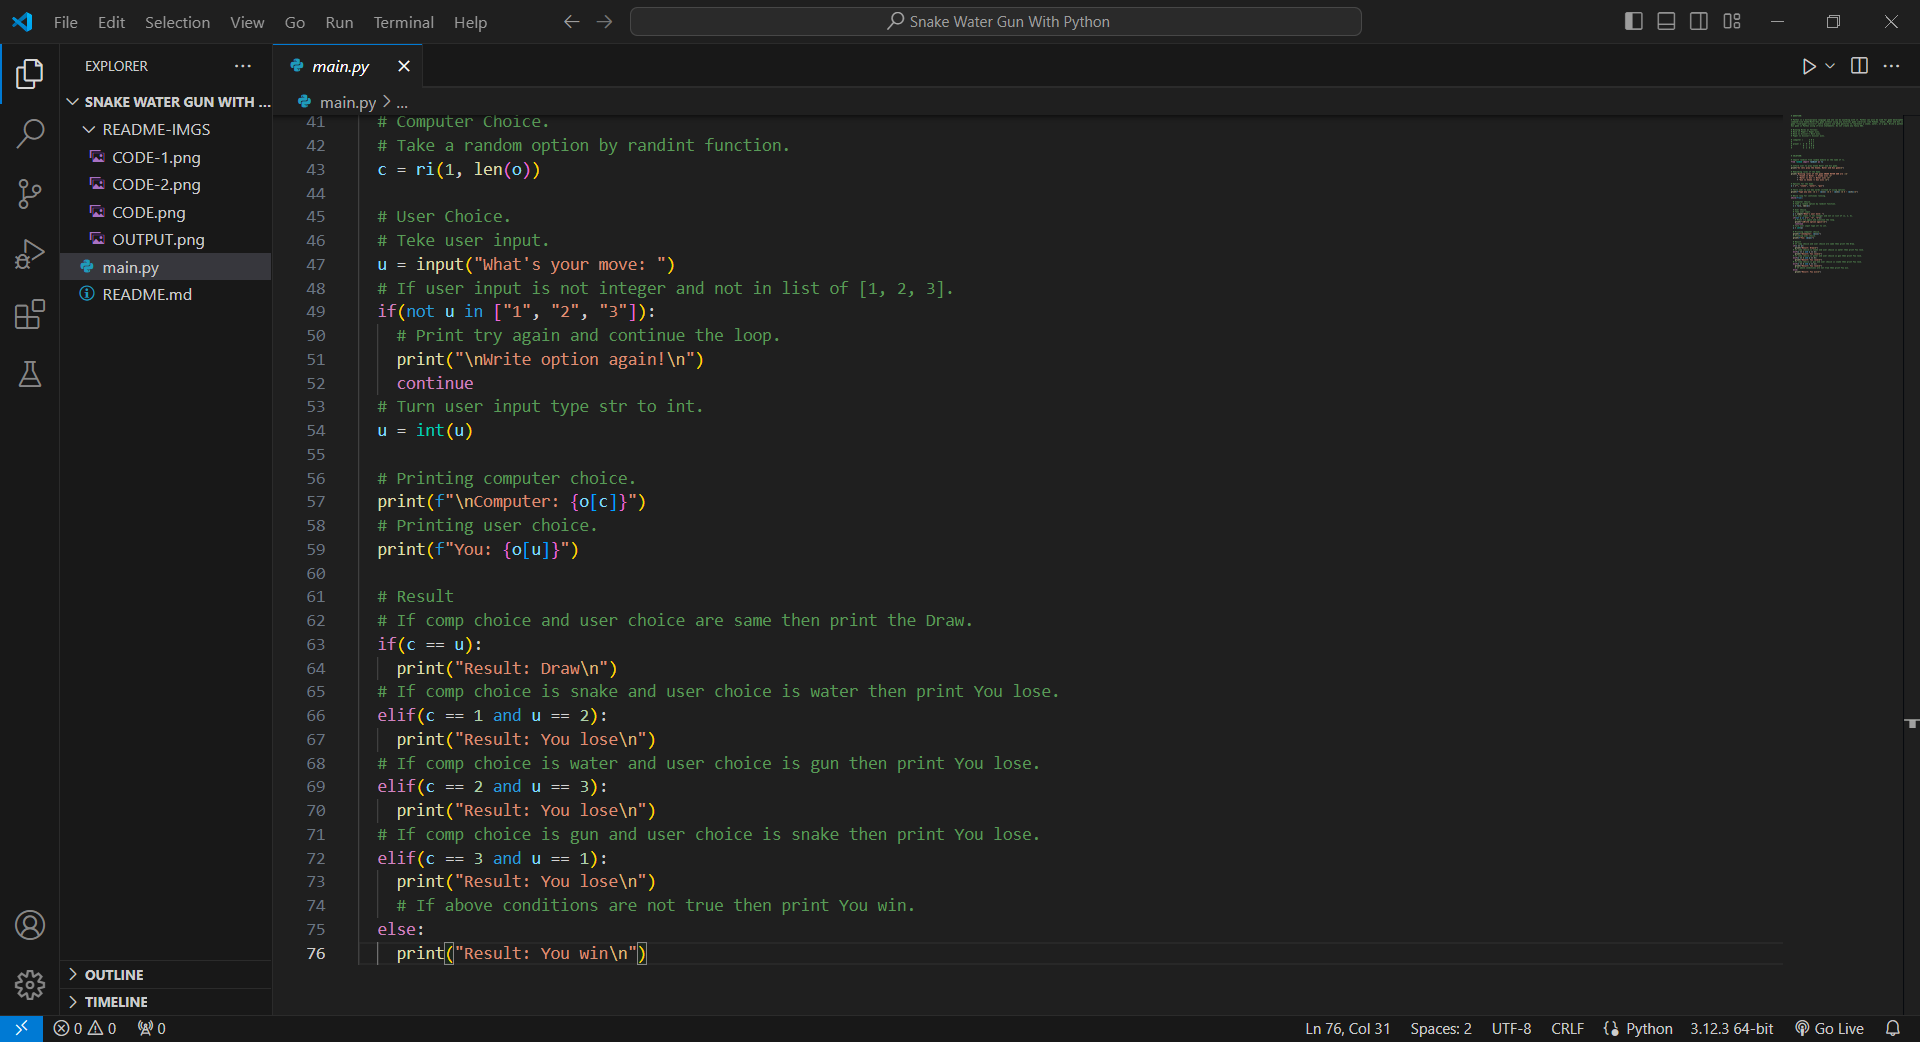 File Edit Selection View Go Run Terminal Help
Snake Water Gun With Python
EXPLORER
main.py
SNAKE WATER GUN WITH ...
README-IMGS
CODE-1.png
CODE-2.png
CODE.png
OUTPUT.png
main.py
README.md
OUTLINE
TIMELINE
main.py > ...
41 # Computer Choice.
42 # Take a random option by randint function.
43 c = ri(1, len(o))
44
45 # User Choice.
46 # Teke user input.
47 u = input("What's your move: ")
48 # If user input is not integer and not in list of [1, 2, 3].
49 if(not u in ["1", "2", "3"]):
50 # Print try again and continue the loop.
51 print("\nWrite option again!\n")
52 continue
53 # Turn user input type str to int.
54 u = int(u)
55
56 # Printing computer choice.
57 print(f"\nComputer: {o[c]}")
58 # Printing user choice.
59 print(f"You: {o[u]}")
60
61 # Result
62 # If comp choice and user choice are same then print the Draw.
63 if(c == u):
64 print("Result: Draw\n")
65 # If comp choice is snake and user choice is water then print You lose.
66 elif(c == 1 and u == 2):
67 print("Result: You lose\n")
68 # If comp choice is water and user choice is gun then print You lose.
69 elif(c == 2 and u == 3):
70 print("Result: You lose\n")
71 # If comp choice is gun and user choice is snake then print You lose.
72 elif(c == 3 and u == 1):
73 print("Result: You lose\n")
74 # If above conditions are not true then print You win.
75 else:
76 print("Result: You win\n")
0 0 0
Ln 76, Col 31 Spaces: 2 UTF-8 CRLF Python 3.12.3 64-bit Go Live